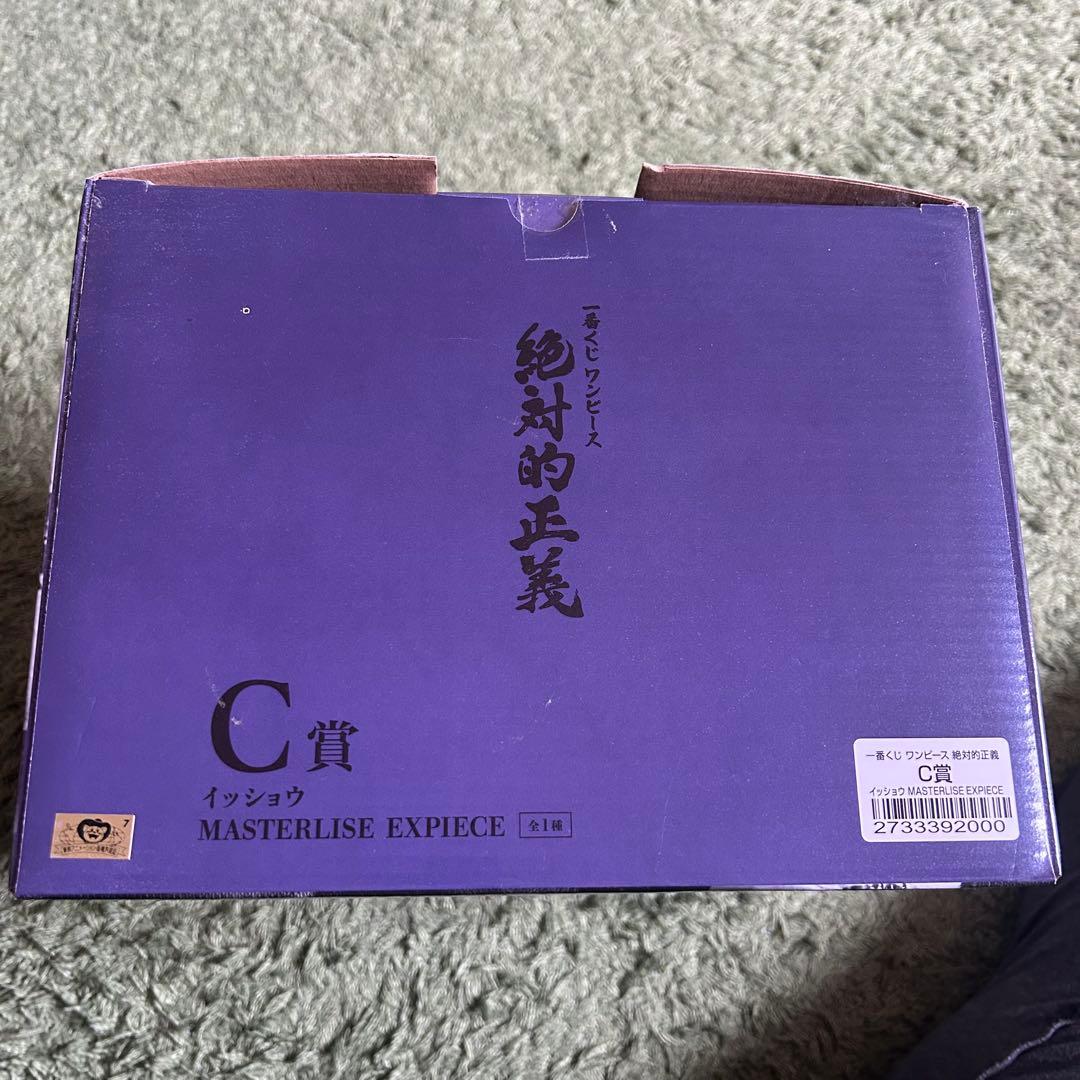 一番くじ ワンピース
絶対的正義
C賞
イッショウ
MASTERLISE EXPIECE 全1種
7
一番くじ ワンピース 絶対的正義
C賞
イッショウ MASTERLISE EXPIECE
2733392000